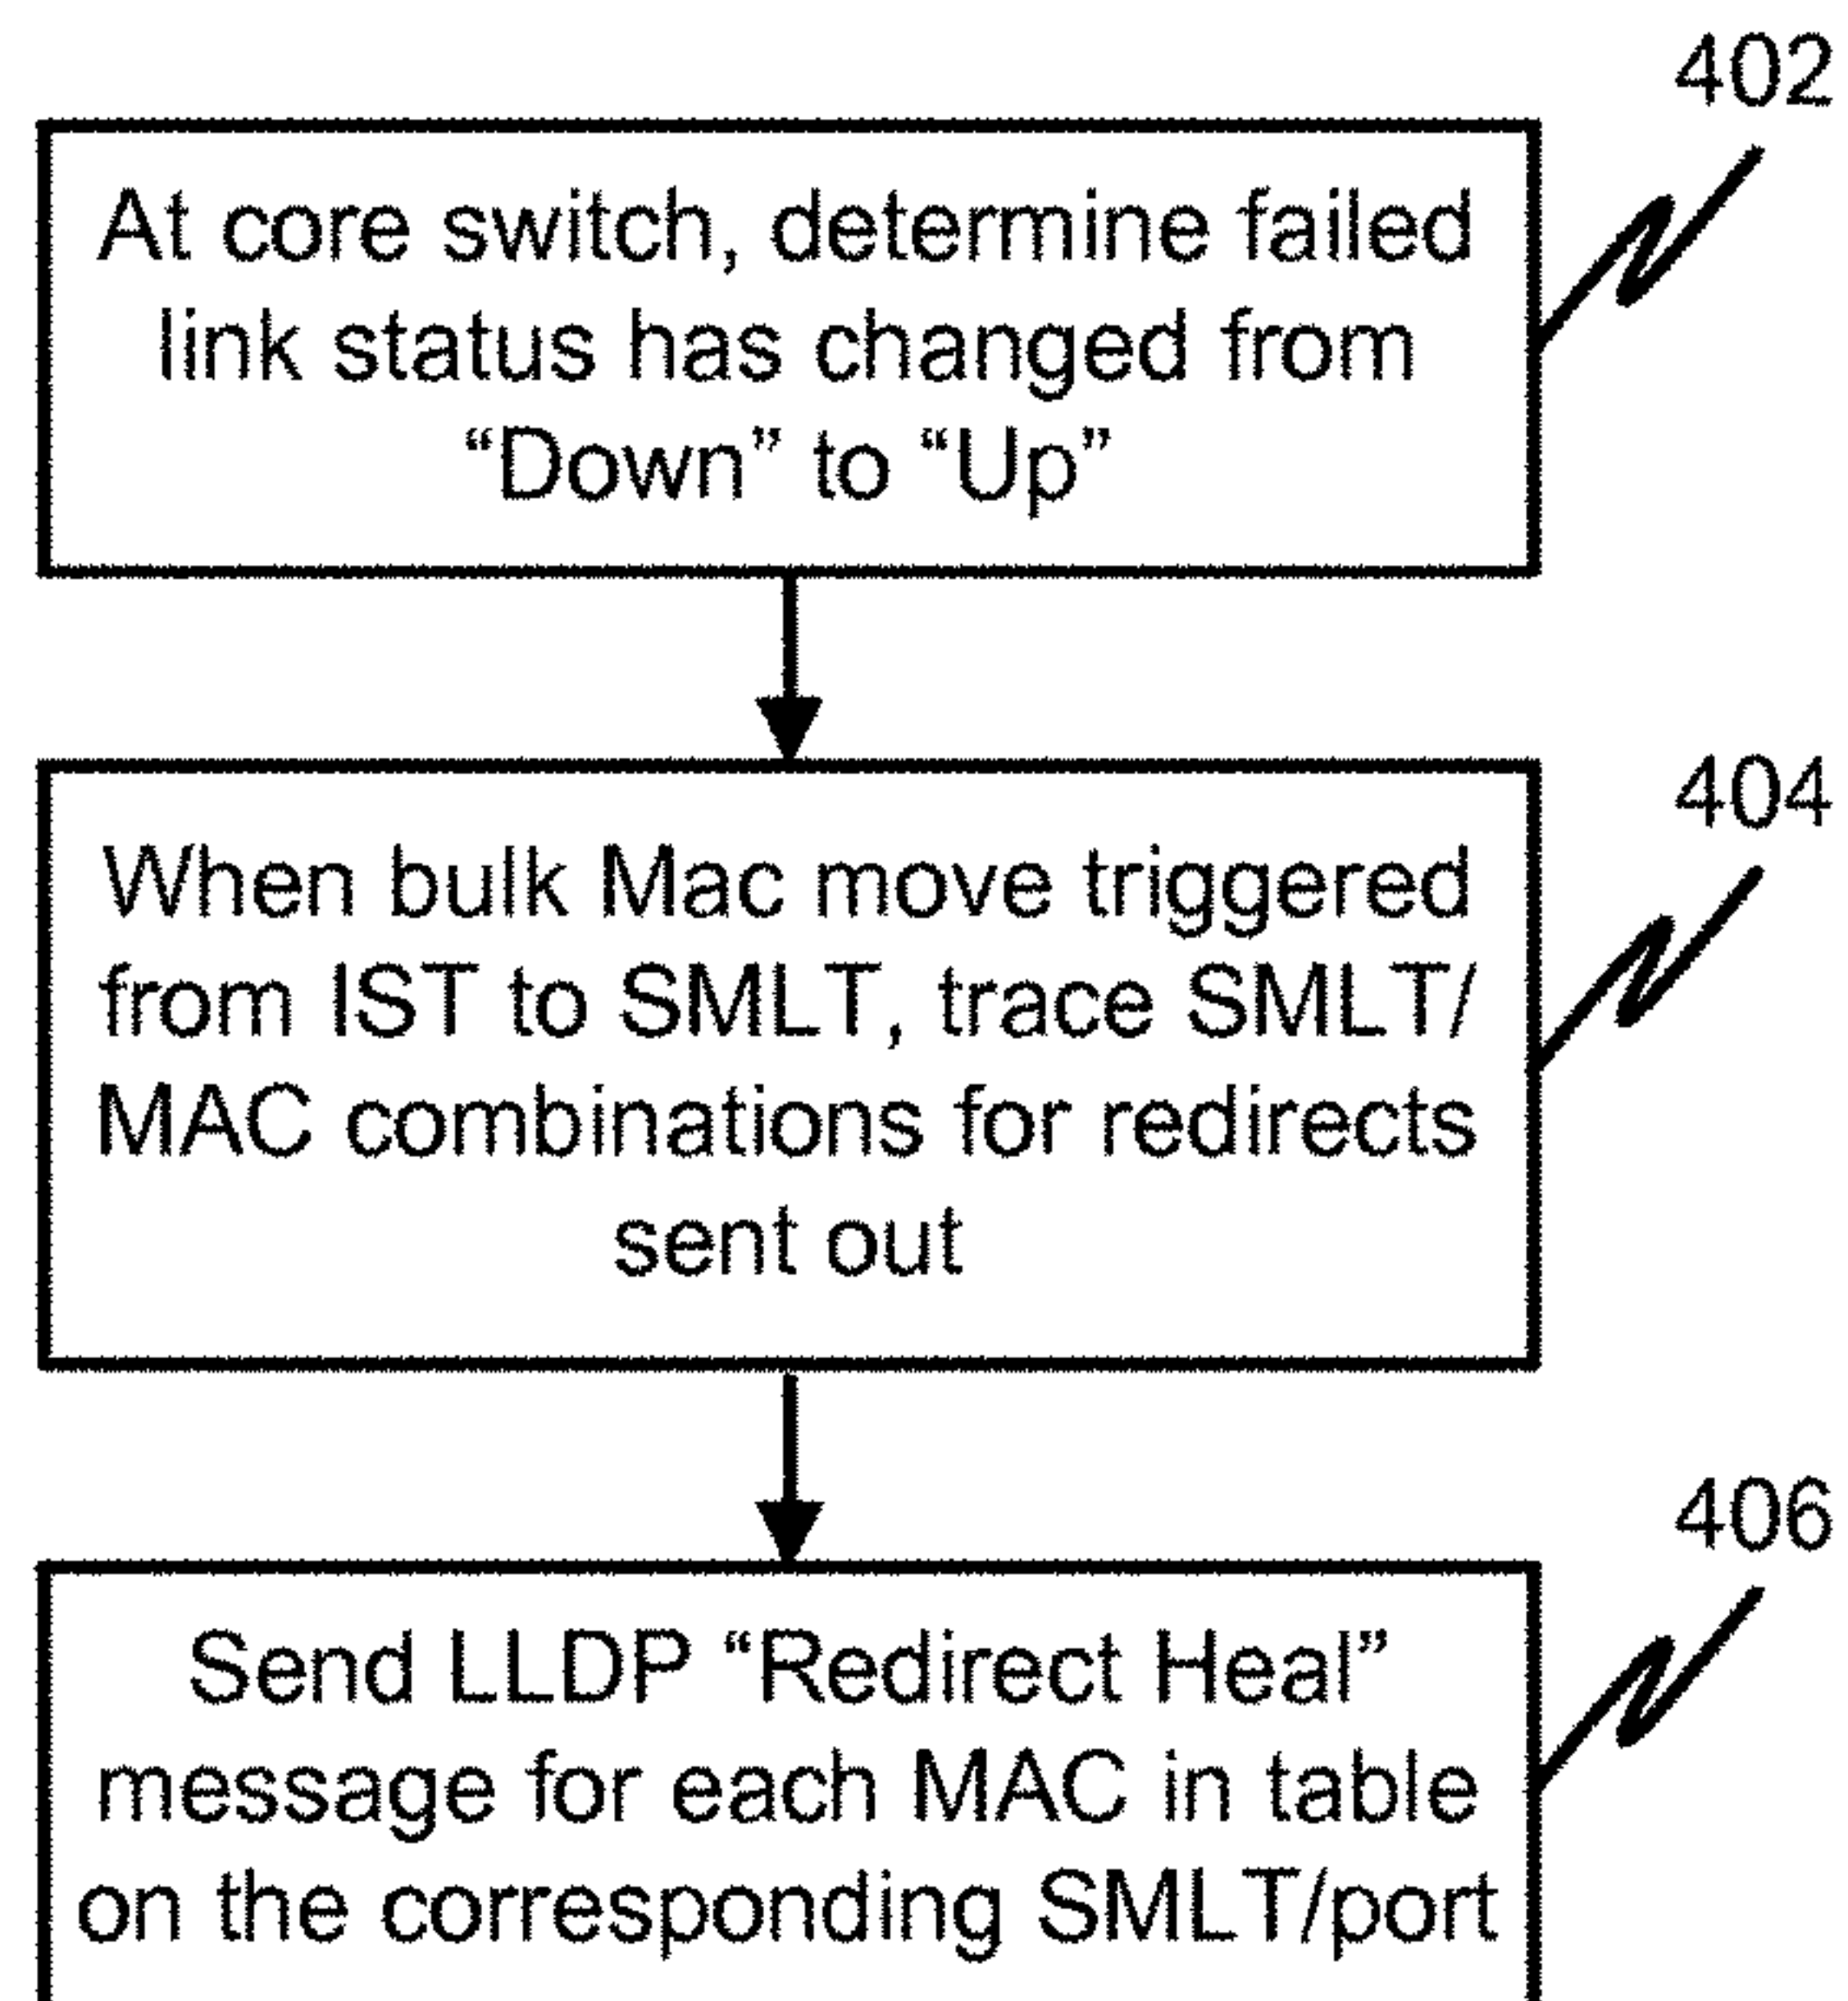 402
At core switch, determine failed
link status has changed from
“Down” to “Up”
404
When bulk Mac move triggered
from IST to SMLT, trace SMLT/
MAC combinations for redirects
sent out
406
Send LLDP “Redirect Heal”
message for each MAC in table
on the corresponding SMLT/port